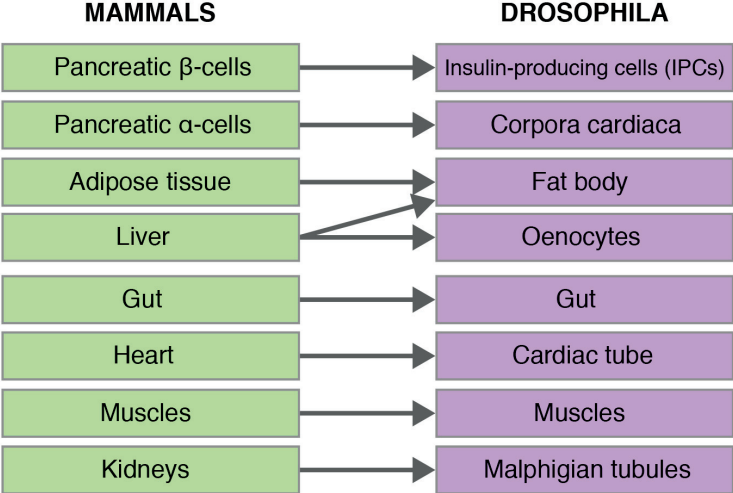 MAMMALS DROSOPHILA
Pancreatic β-cells Insulin-producing cells (IPCs)
Pancreatic α-cells Corpora cardiaca
Adipose tissue Fat body
Liver Oenocytes
Gut Gut
Heart Cardiac tube
Muscles Muscles
Kidneys Malphigian tubules